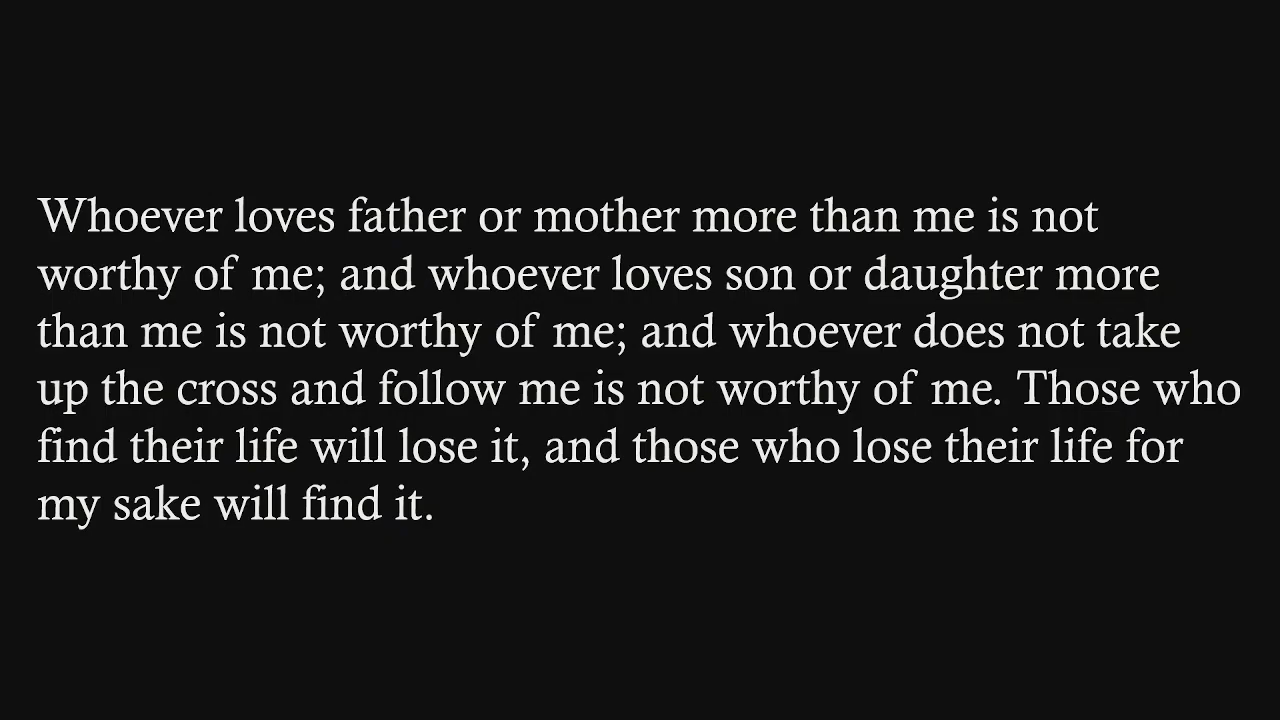 Whoever loves father or mother more than me is not
worthy of me; and whoever loves son or daughter more
than me is not worthy of me; and whoever does not take
up the cross and follow me is not worthy of me. Those who
find their life will lose it, and those who lose their life for
my sake will find it.